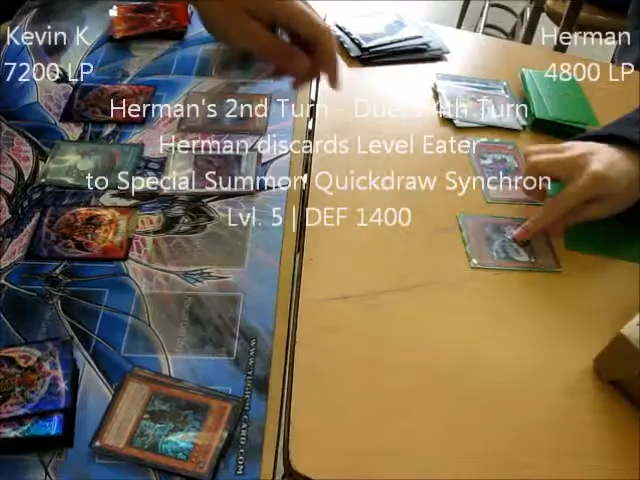 Kevin K
7200 LP
Herman
4800 LP
Herman's 2nd Turn - Duel's 4th Turn
Herman discards Level Eater
to Special Summon Quickdraw Synchron
Lvl. 5 | DEF 1400